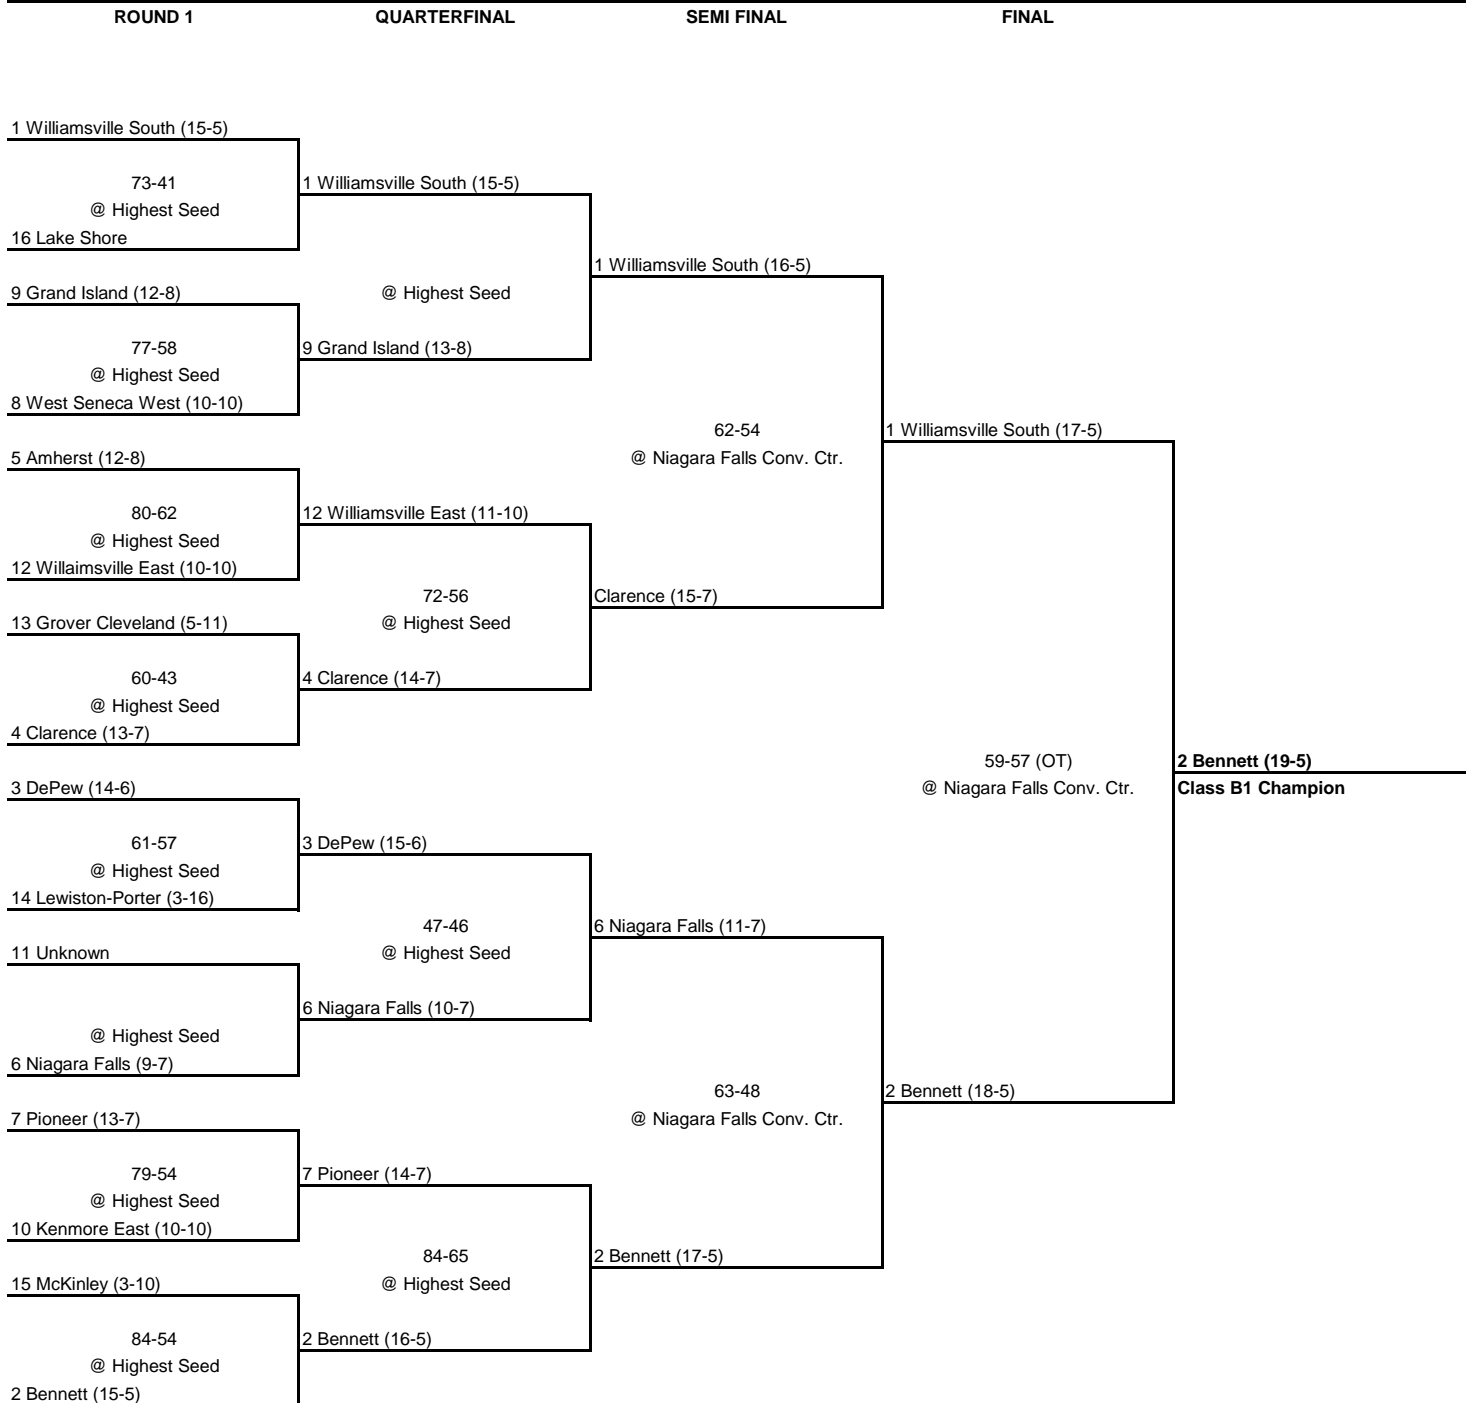 ROUND 1 QUARTERFINAL SEMI FINAL FINAL
1 Williamsville South (15-5)
73-41
@ Highest Seed
16 Lake Shore
9 Grand Island (12-8)
77-58
@ Highest Seed
8 West Seneca West (10-10)
5 Amherst (12-8)
80-62
@ Highest Seed
12 Willaimsville East (10-10)
13 Grover Cleveland (5-11)
60-43
@ Highest Seed
4 Clarence (13-7)
3 DePew (14-6)
61-57
@ Highest Seed
14 Lewiston-Porter (3-16)
11 Unknown
@ Highest Seed
6 Niagara Falls (9-7)
7 Pioneer (13-7)
79-54
@ Highest Seed
10 Kenmore East (10-10)
15 McKinley (3-10)
84-54
@ Highest Seed
2 Bennett (15-5)
1 Williamsville South (15-5)
@ Highest Seed
9 Grand Island (13-8)
12 Williamsville East (11-10)
72-56
@ Highest Seed
4 Clarence (14-7)
3 DePew (15-6)
47-46
@ Highest Seed
6 Niagara Falls (10-7)
7 Pioneer (14-7)
84-65
@ Highest Seed
2 Bennett (16-5)
1 Williamsville South (16-5)
62-54
@ Niagara Falls Conv. Ctr.
Clarence (15-7)
6 Niagara Falls (11-7)
63-48
@ Niagara Falls Conv. Ctr.
2 Bennett (17-5)
1 Williamsville South (17-5)
59-57 (OT)
@ Niagara Falls Conv. Ctr.
2 Bennett (18-5)
2 Bennett (19-5)
Class B1 Champion